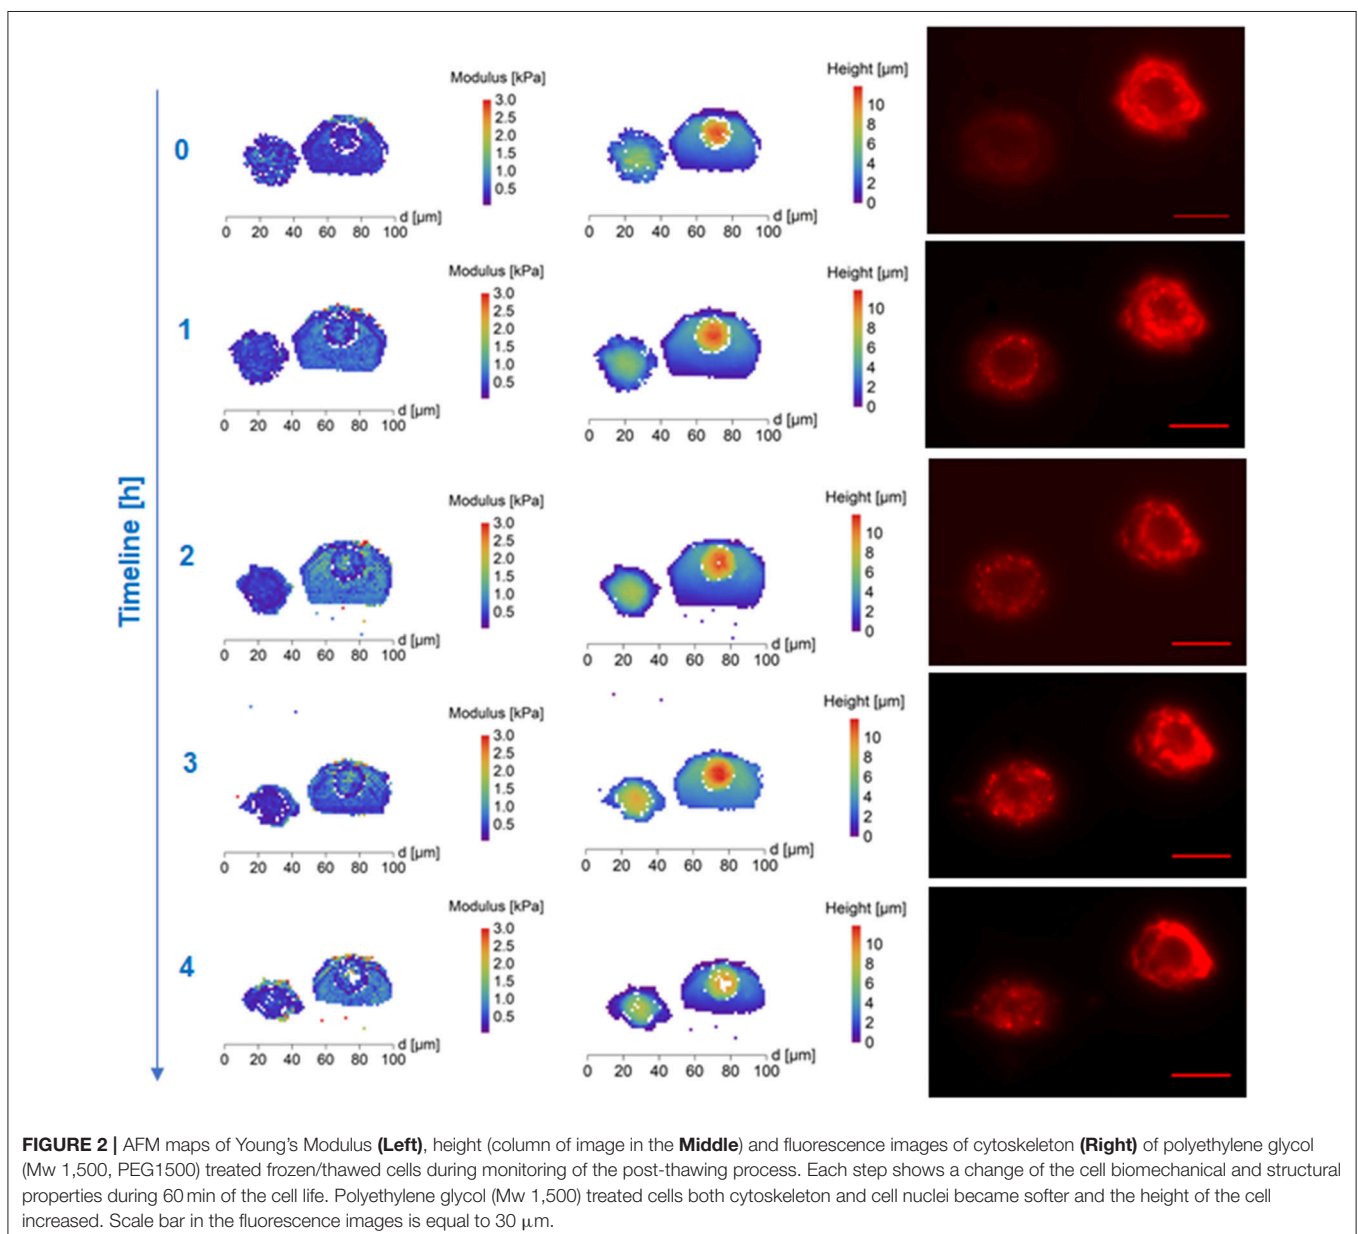 Timeline [h]
0
Modulus [kPa]
3.0
2.5
2.0
1.5
1.0
0.5
d [µm]
0 20 40 60 80 100
Height [µm]
10
8
6
4
2
0
d [µm]
0 20 40 60 80 100
1
Modulus [kPa]
3.0
2.5
2.0
1.5
1.0
0.5
d [µm]
0 20 40 60 80 100
Height [µm]
10
8
6
4
2
0
d [µm]
0 20 40 60 80 100
2
Modulus [kPa]
3.0
2.5
2.0
1.5
1.0
0.5
d [µm]
0 20 40 60 80 100
Height [µm]
10
8
6
4
2
0
d [µm]
0 20 40 60 80 100
3
Modulus [kPa]
3.0
2.5
2.0
1.5
1.0
0.5
d [µm]
0 20 40 60 80 100
Height [µm]
10
8
6
4
2
0
d [µm]
0 20 40 60 80 100
4
Modulus [kPa]
3.0
2.5
2.0
1.5
1.0
0.5
d [µm]
0 20 40 60 80 100
Height [µm]
10
8
6
4
2
0
d [µm]
0 20 40 60 80 100
FIGURE 2 | AFM maps of Young's Modulus (Left), height (column of image in the Middle) and fluorescence images of cytoskeleton (Right) of polyethylene glycol
(Mw 1,500, PEG1500) treated frozen/thawed cells during monitoring of the post-thawing process. Each step shows a change of the cell biomechanical and structural
properties during 60 min of the cell life. Polyethylene glycol (Mw 1,500) treated cells both cytoskeleton and cell nuclei became softer and the height of the cell
increased. Scale bar in the fluorescence images is equal to 30 µm.